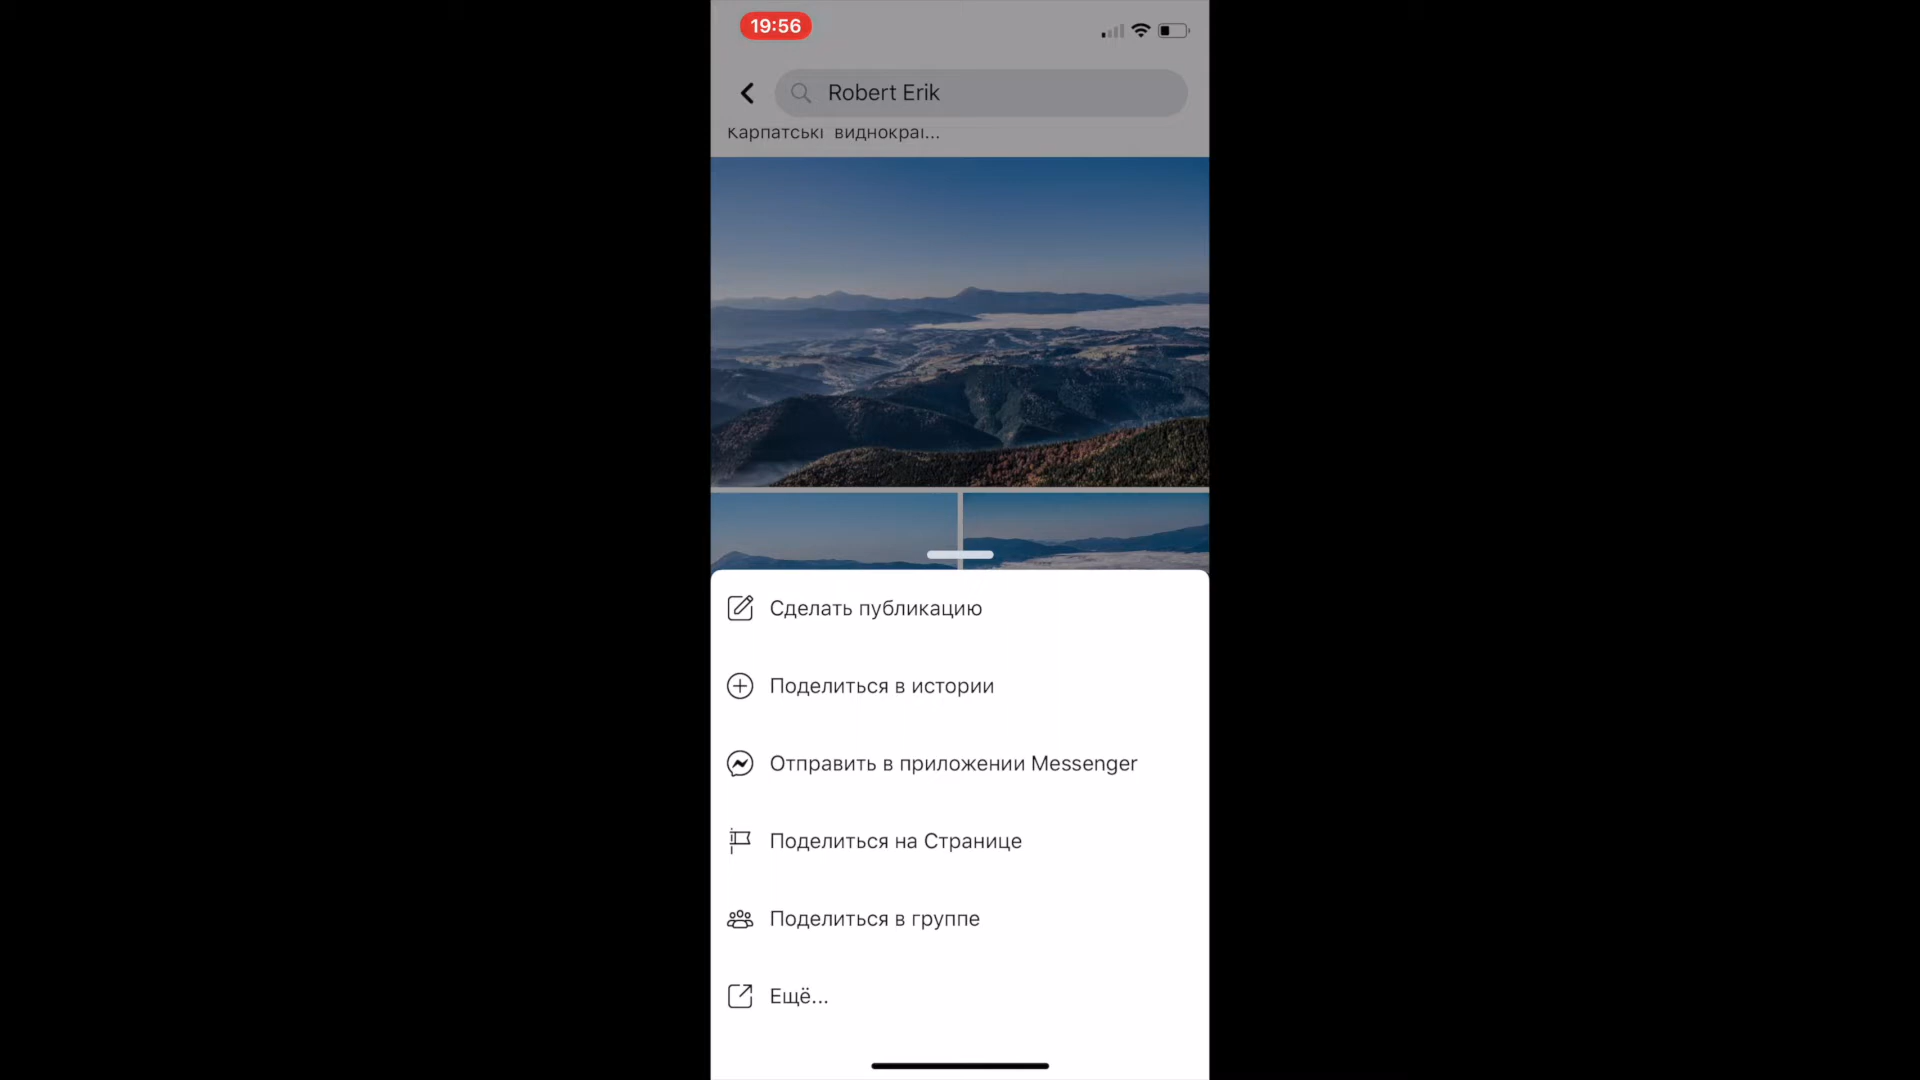 19:56
Robert Erik
Карпатські виднокраї...
Сделать публикацию
Поделиться в истории
Отправить в приложении Messenger
Поделиться на Странице
Поделиться в группе
Ещё...